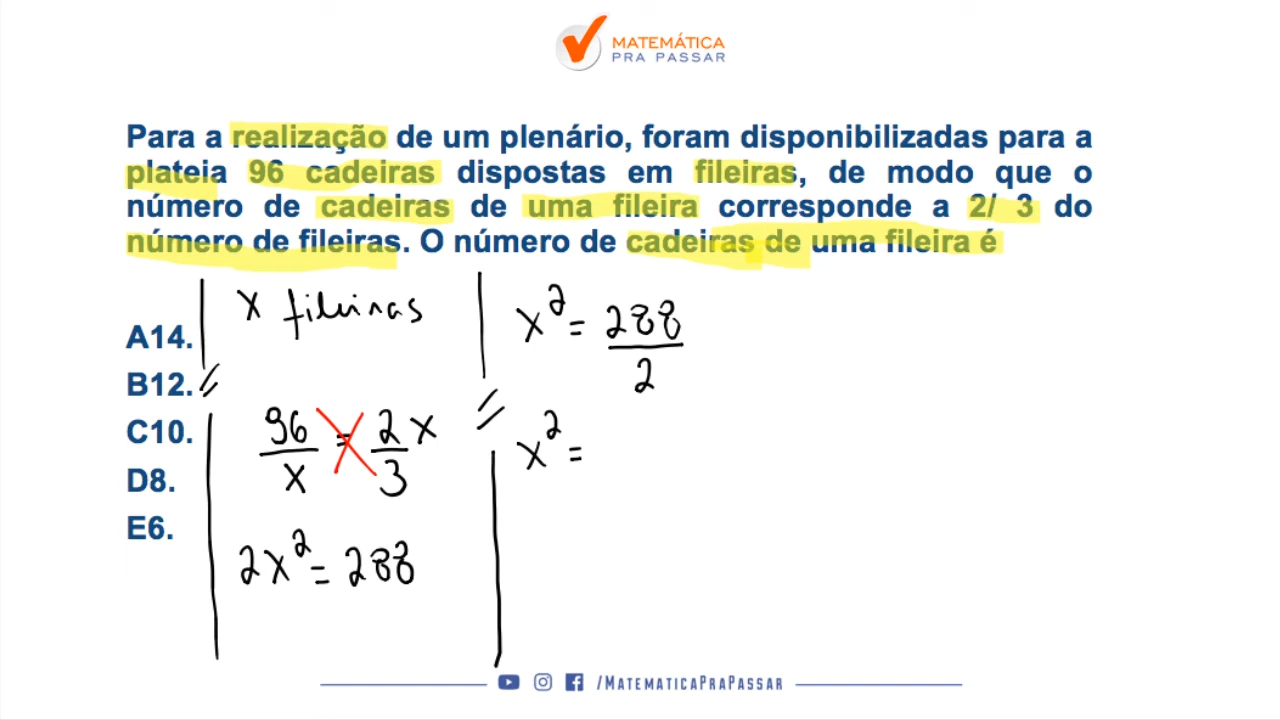 MATEMÁTICA
PRA PASSAR
Para a realização de um plenário, foram disponibilizadas para a
plateia 96 cadeiras dispostas em fileiras, de modo que o
número de cadeiras de uma fileira corresponde a 2/ 3 do
número de fileiras. O número de cadeiras de uma fileira é
A14.
B12.
C10.
D8.
E6.
x fileiras
96/x = 2/3 x
2x² = 288
x² = 288/2
x² =
/MATEMATICAPRAPASSAR